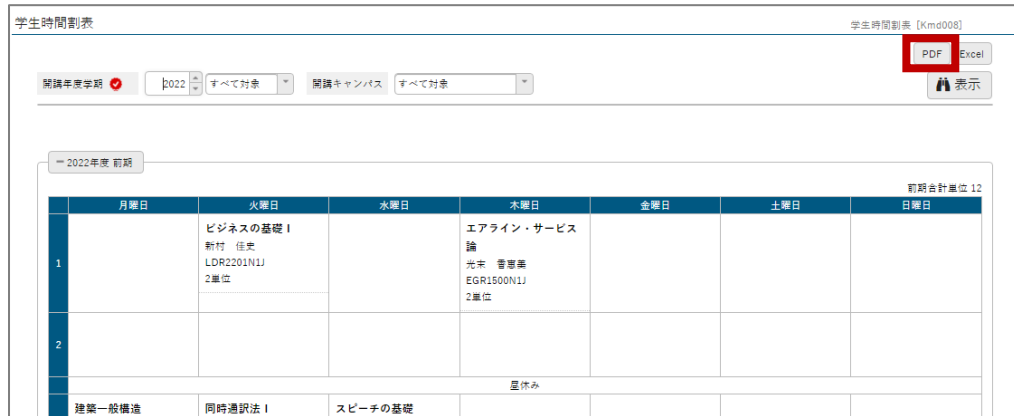 学生時間割表
学生時間割表 [Kmd008]
PDF Excel
開講年度学期 2022 すべて対象 開講キャンパス すべて対象 表示
2022年度 前期
前期合計単位 12
月曜日 火曜日 水曜日 木曜日 金曜日 土曜日 日曜日
1
ビジネスの基礎Ⅰ
新村 佳史
LDR2201N1J
2単位
エアライン・サービス
論
光末 香恵美
EGR1500N1J
2単位
2
昼休み
建築一般構造 同時通訳法Ⅰ スピーチの基礎